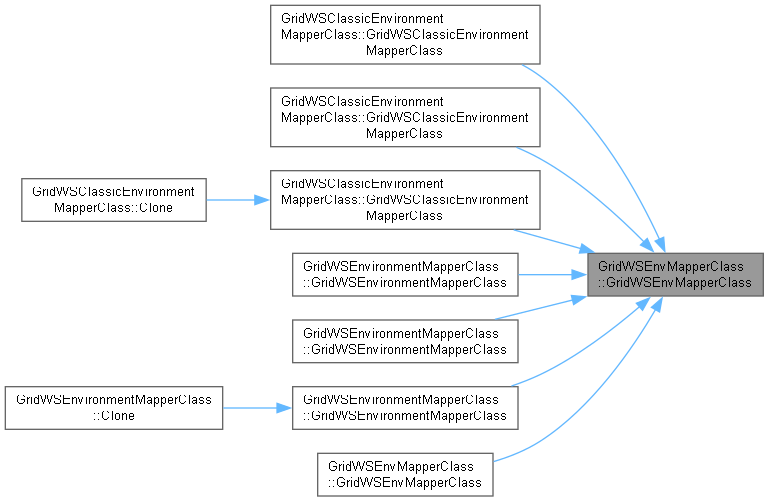 GridWSClassicEnvironment
MapperClass::GridWSClassicEnvironment
MapperClass
GridWSClassicEnvironment
MapperClass::GridWSClassicEnvironment
MapperClass
GridWSClassicEnvironment
MapperClass::Clone
GridWSClassicEnvironment
MapperClass::GridWSClassicEnvironment
MapperClass
GridWSEnvMapperClass
::GridWSEnvMapperClass
GridWSEnvironmentMapperClass
::GridWSEnvironmentMapperClass
GridWSEnvironmentMapperClass
::GridWSEnvironmentMapperClass
GridWSEnvironmentMapperClass
::Clone
GridWSEnvironmentMapperClass
::GridWSEnvironmentMapperClass
GridWSEnvMapperClass
::GridWSEnvMapperClass